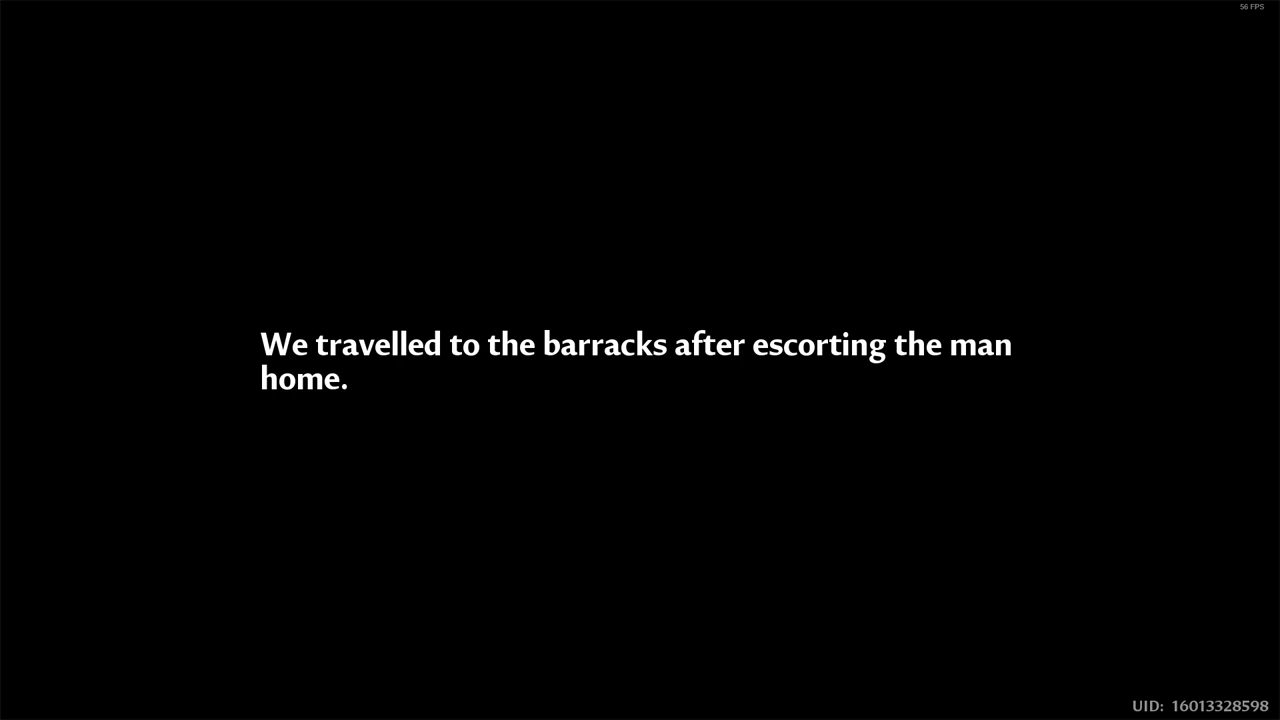 56 FPS
We travelled to the barracks after escorting the man
home.
UID: 16013328598